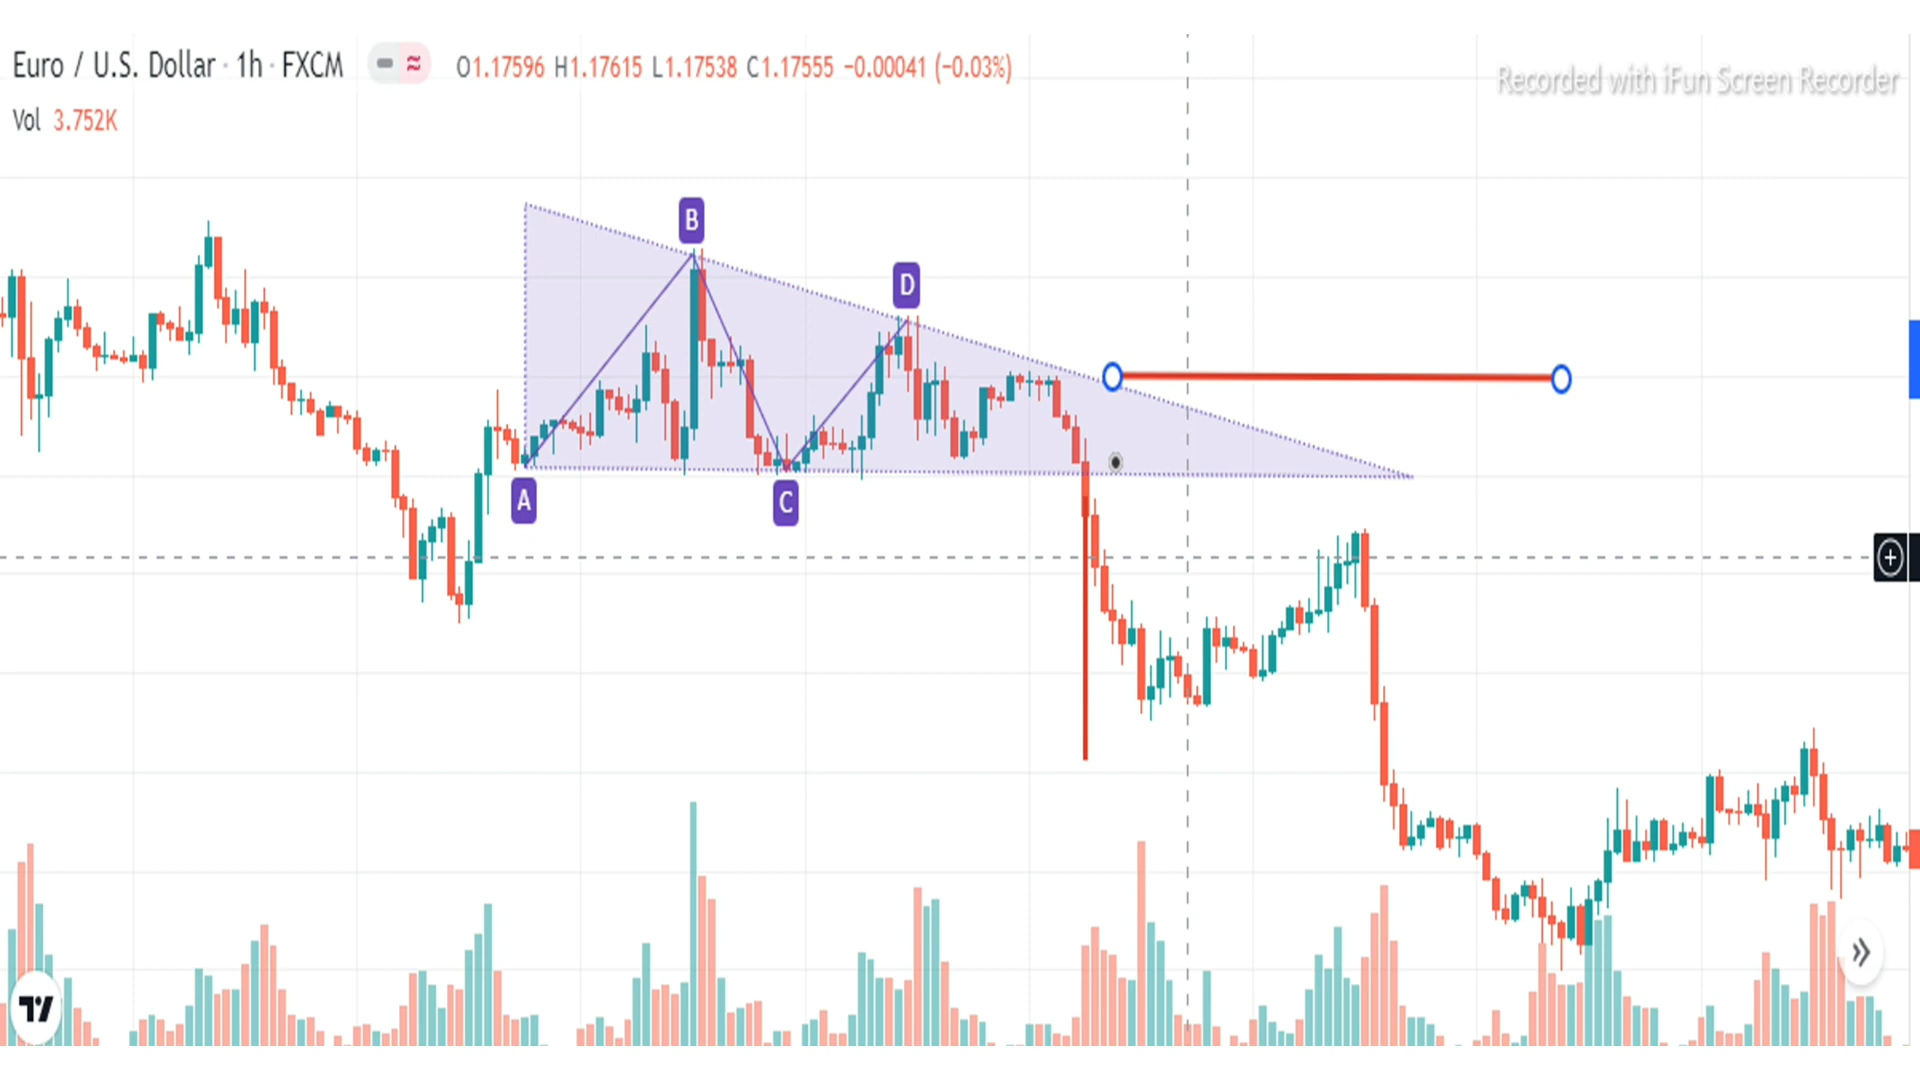 Euro / U.S. Dollar · 1h · FXCM O1.17596 H1.17615 L1.17538 C1.17555 −0.00041 (−0.03%)
Recorded with iFun Screen Recorder
Vol 3.752K
B
D
A
C